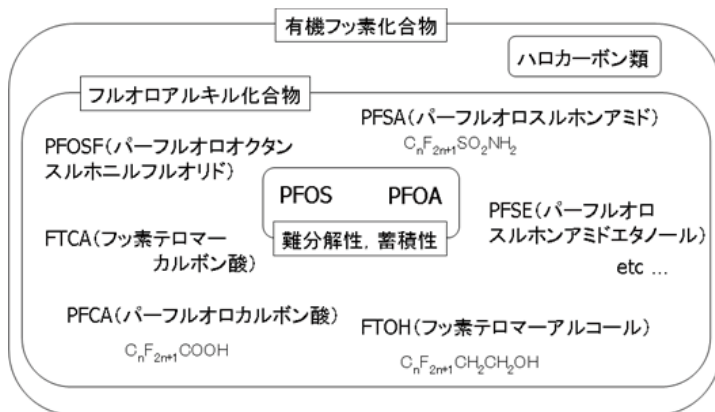 有機フッ素化合物
ハロカーボン類
フルオロアルキル化合物
PFSA(パーフルオロスルホンアミド)
CnF2n+1SO2NH2
PFOSF(パーフルオロオクタン
スルホニルフルオリド)
PFOS PFOA
難分解性, 蓄積性
PFSE(パーフルオロ
スルホンアミドエタノール)
etc …
FTCA(フッ素テロマー
カルボン酸)
PFCA(パーフルオロカルボン酸)
CnF2n+1COOH
FTOH(フッ素テロマーアルコール)
CnF2n+1CH2CH2OH